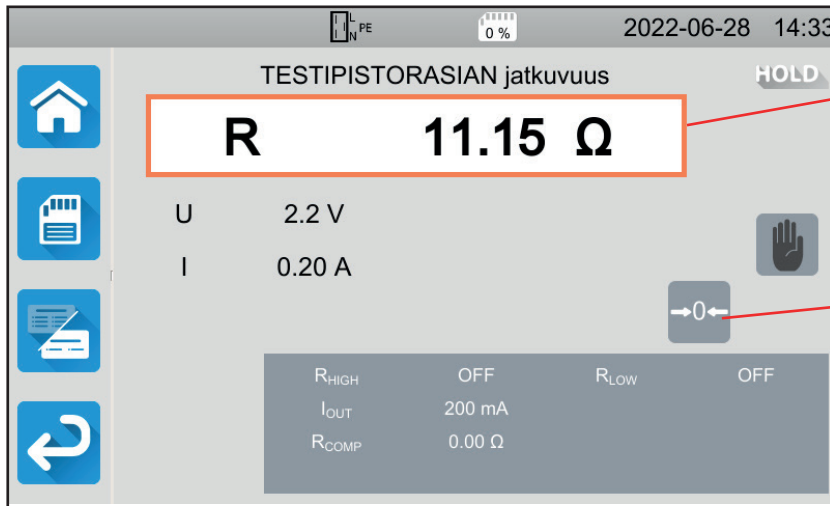 L
N PE
0 %
2022-06-28 14:33
TESTIPISTORASIAN jatkuvuus
HOLD
R 11.15 Ω
U 2.2 V
I 0.20 A
→0←
RHIGH OFF RLOW OFF
IOUT 200 mA
RCOMP 0.00 Ω